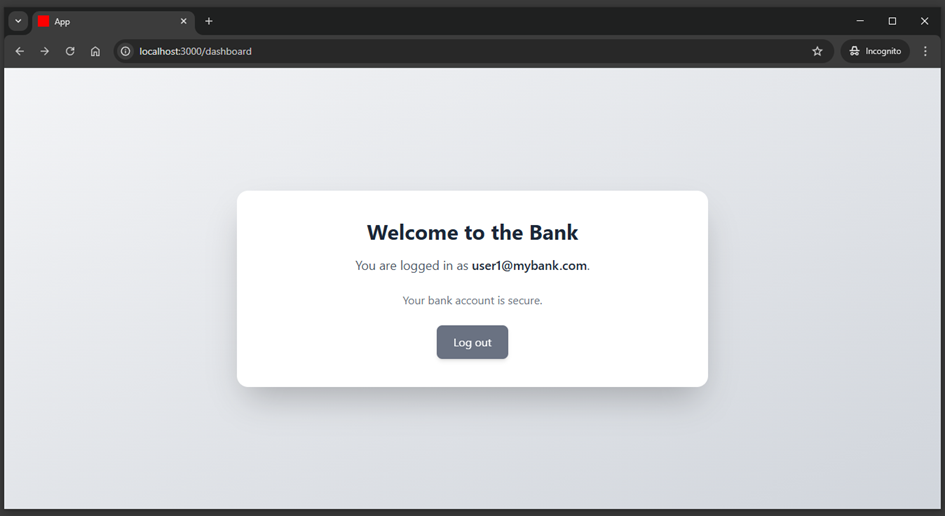 App
localhost:3000/dashboard
Incognito
Welcome to the Bank
You are logged in as user1@mybank.com.
Your bank account is secure.
Log out